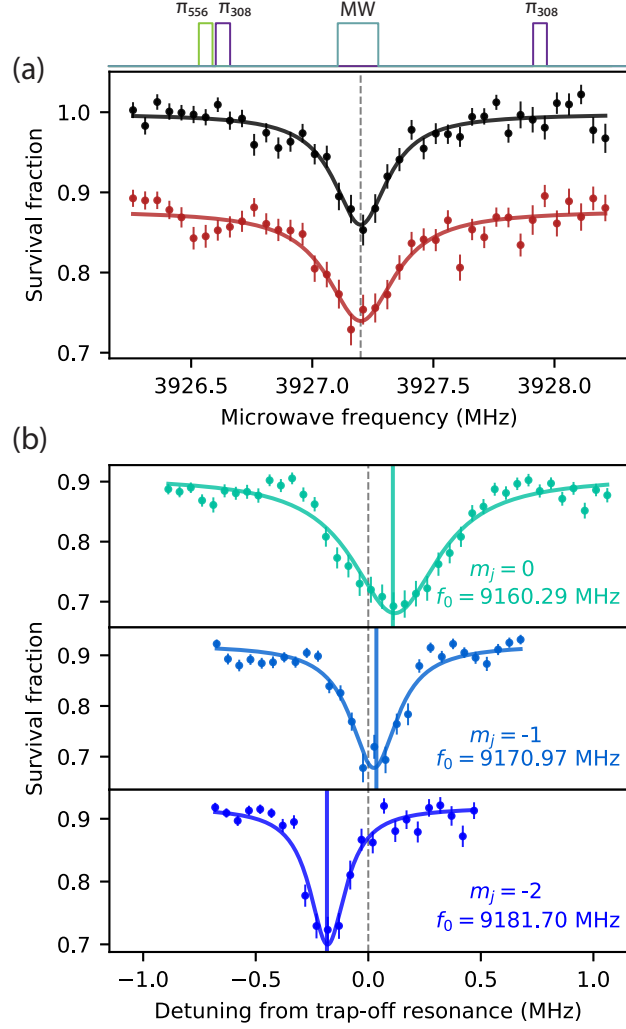 π556 π308 MW π308
(a)
1.0
0.9
0.8
0.7
Survival fraction
3926.5 3927.0 3927.5 3928.0
Microwave frequency (MHz)
(b)
0.9
0.8
0.7
mj = 0
f0 = 9160.29 MHz
0.9
0.8
0.7
Survival fraction
mj = -1
f0 = 9170.97 MHz
0.9
0.8
0.7
mj = -2
f0 = 9181.70 MHz
−1.0 −0.5 0.0 0.5 1.0
Detuning from trap-off resonance (MHz)